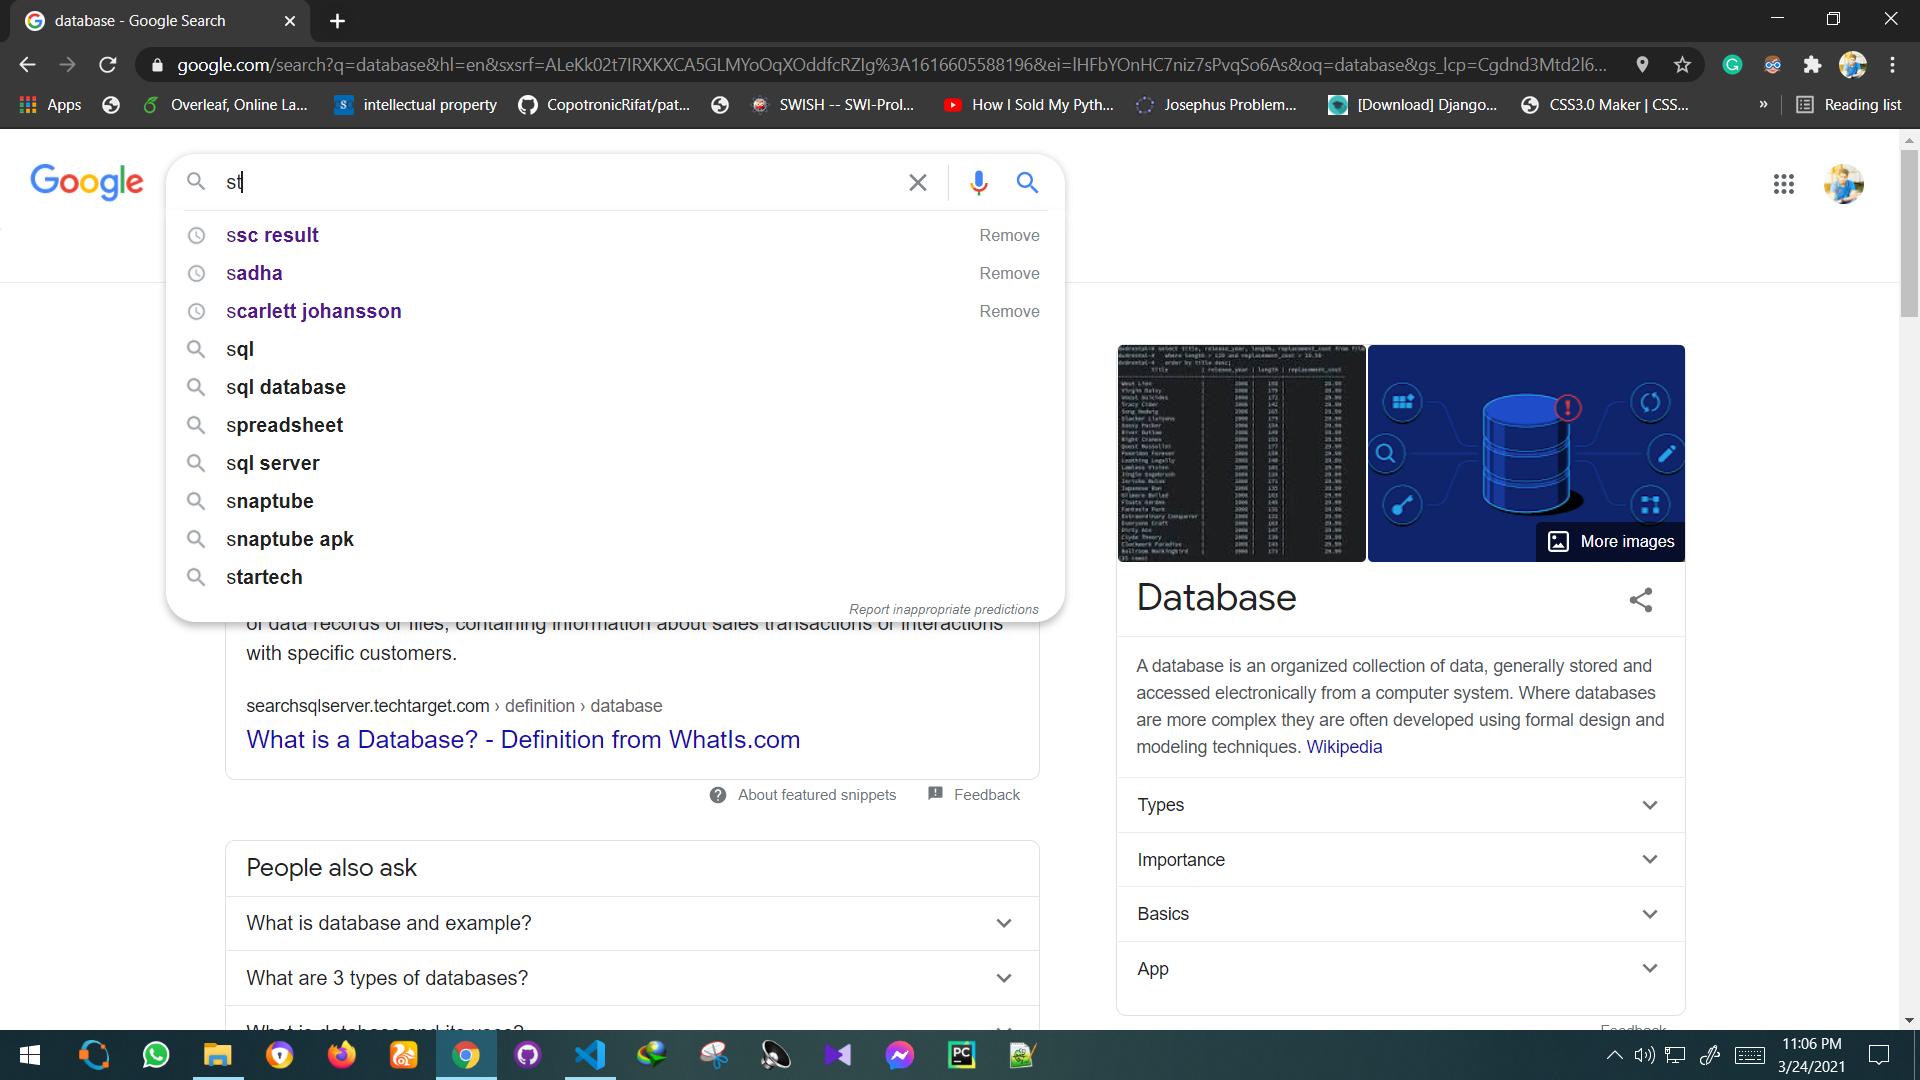 database - Google Search
google.com/search?q=database&hl=en&sxsrf=ALeKk02t7IRXKXCA5GLMYoOqXOddfcRZIg%3A1616605588196&ei=lHFbYOnHC7niz7sPvqSo6As&oq=database&gs_lcp=Cgdnd3Mtd2l6...
Apps
Overleaf, Online La...
intellectual property
CopotronicRifat/pat...
SWISH -- SWI-Prol...
How I Sold My Pyth...
Josephus Problem...
[Download] Django...
CSS3.0 Maker | CSS...
»
Reading list
Google
st
ssc result Remove
sadha Remove
scarlett johansson Remove
sql
sql database
spreadsheet
sql server
snaptube
snaptube apk
startech
Report inappropriate predictions
of data records or files, containing information about sales transactions or interactions
with specific customers.
searchsqlserver.techtarget.com › definition › database
What is a Database? - Definition from WhatIs.com
About featured snippets Feedback
People also ask
What is database and example?
What are 3 types of databases?
What is database and its uses?
More images
Database
A database is an organized collection of data, generally stored and
accessed electronically from a computer system. Where databases
are more complex they are often developed using formal design and
modeling techniques. Wikipedia
Types
Importance
Basics
App
Feedback
11:06 PM
3/24/2021